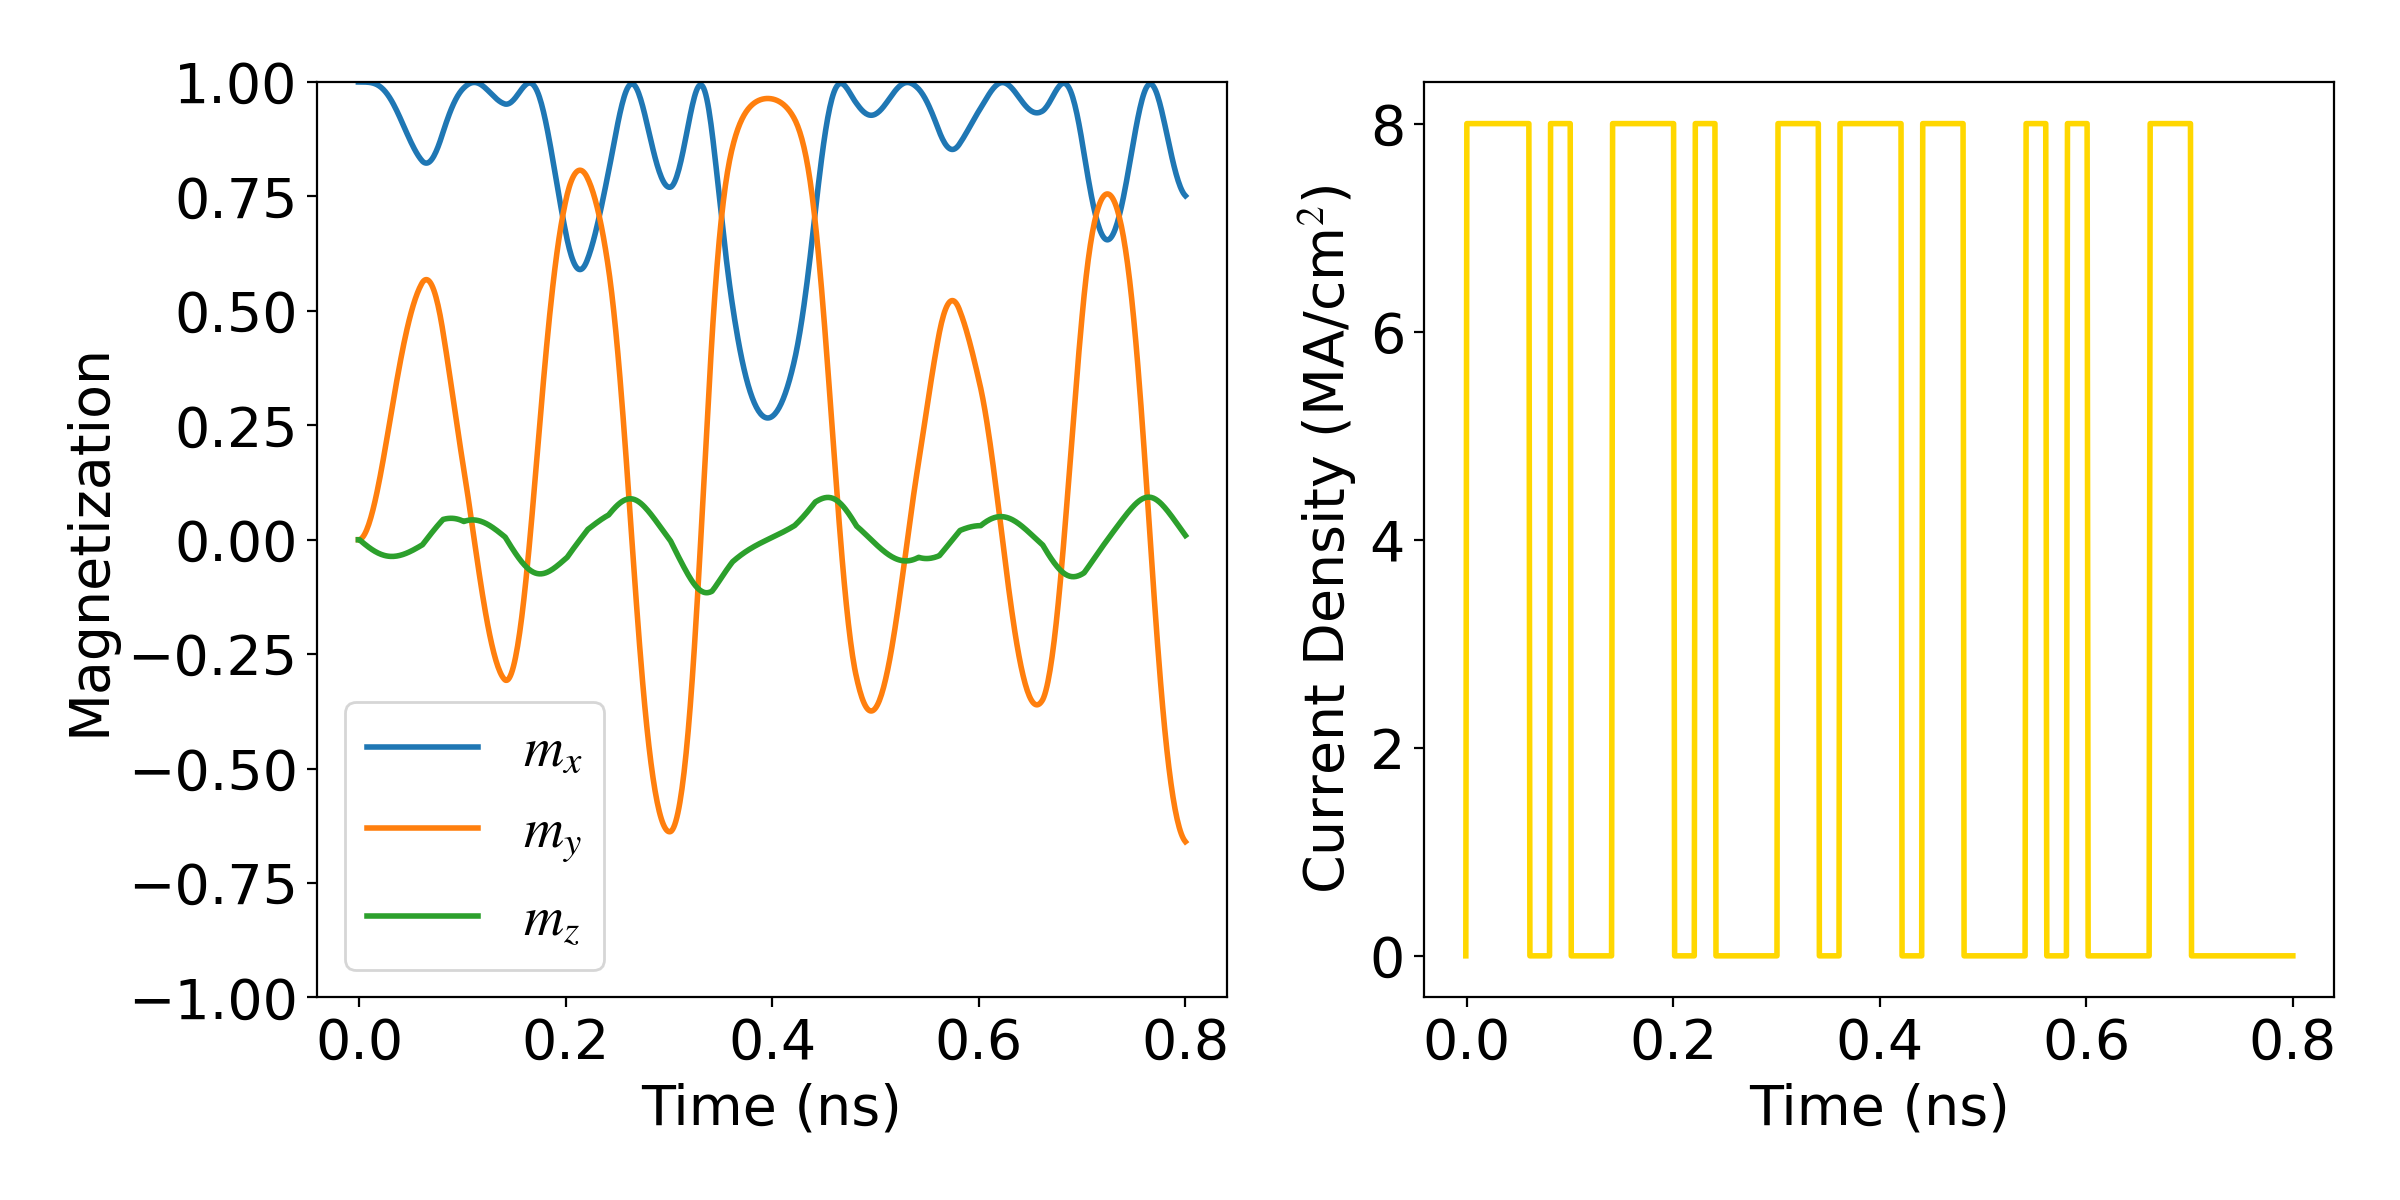 1.00
0.75
0.50
0.25
0.00
−0.25
−0.50
−0.75
−1.00
Magnetization
m_x
m_y
m_z
0.0 0.2 0.4 0.6 0.8
Time (ns)
8
6
4
2
0
Current Density (MA/cm²)
0.0 0.2 0.4 0.6 0.8
Time (ns)